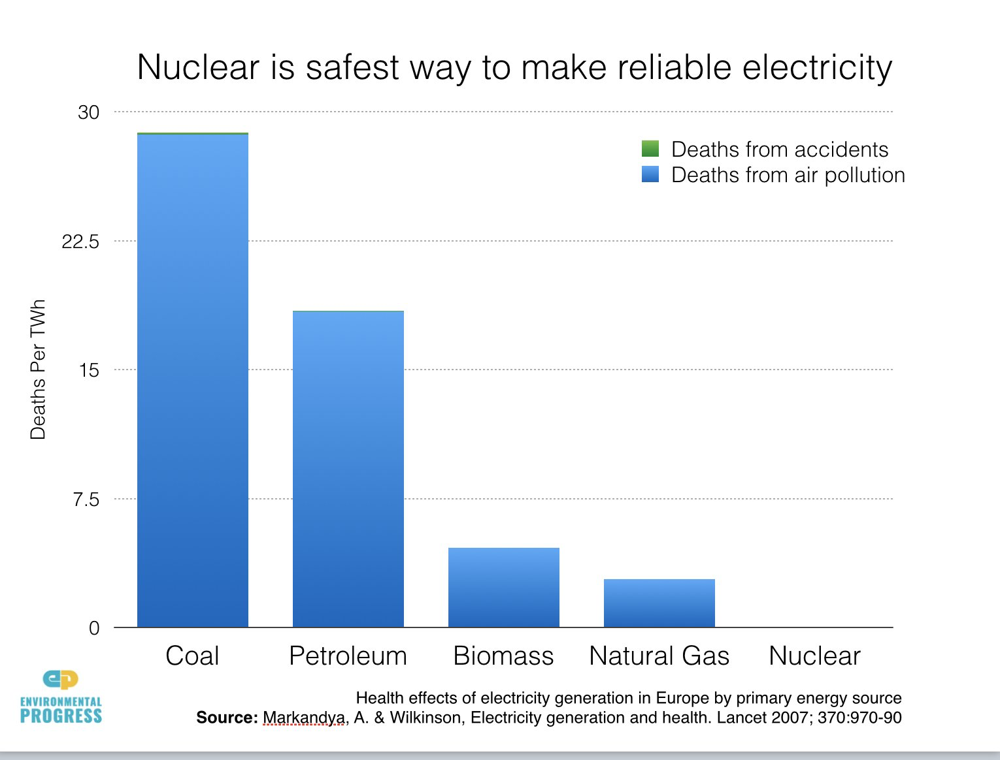 Nuclear is safest way to make reliable electricity
30
Deaths from accidents
Deaths from air pollution
22.5
15
7.5
0
Deaths Per TWh
Coal
Petroleum
Biomass
Natural Gas
Nuclear
ep
ENVIRONMENTAL
PROGRESS
Health effects of electricity generation in Europe by primary energy source
Source: Markandya, A. & Wilkinson, Electricity generation and health. Lancet 2007; 370:970-90